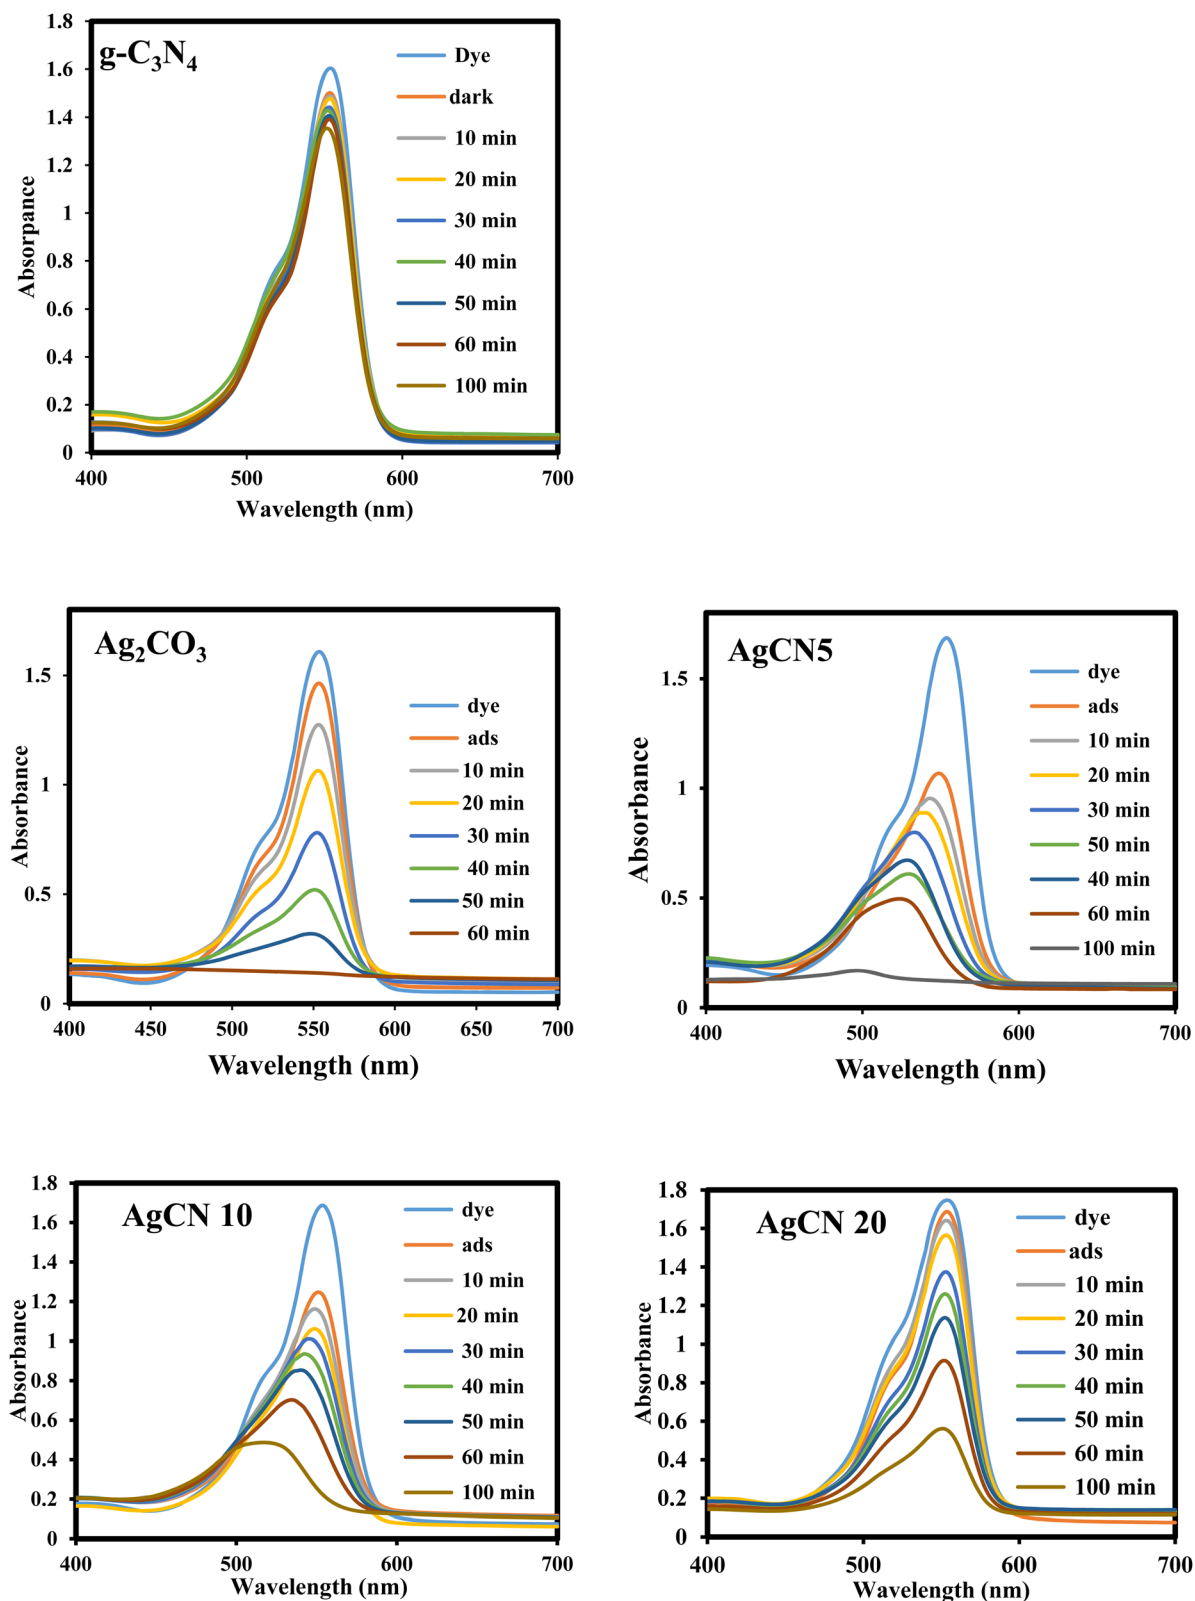 g-C₃N₄
1.8
1.6
1.4
1.2
1
0.8
0.6
0.4
0.2
0
Absorpance
Dye
dark
10 min
20 min
30 min
40 min
50 min
60 min
100 min
400 500 600 700
Wavelength (nm)
Ag₂CO₃
1.5
1
0.5
0
Absorbance
dye
ads
10 min
20 min
30 min
40 min
50 min
60 min
400 450 500 550 600 650 700
Wavelength (nm)
AgCN5
1.5
1
0.5
0
Absorbance
dye
ads
10 min
20 min
30 min
50 min
40 min
60 min
100 min
400 500 600 700
Wavelength (nm)
AgCN 10
1.8
1.6
1.4
1.2
1
0.8
0.6
0.4
0.2
0
Absorbance
dye
ads
10 min
20 min
30 min
40 min
50 min
60 min
100 min
400 500 600 700
Wavelength (nm)
AgCN 20
1.8
1.6
1.4
1.2
1
0.8
0.6
0.4
0.2
0
Absorbance
dye
ads
10 min
20 min
30 min
40 min
50 min
60 min
100 min
400 500 600 700
Wavelength (nm)